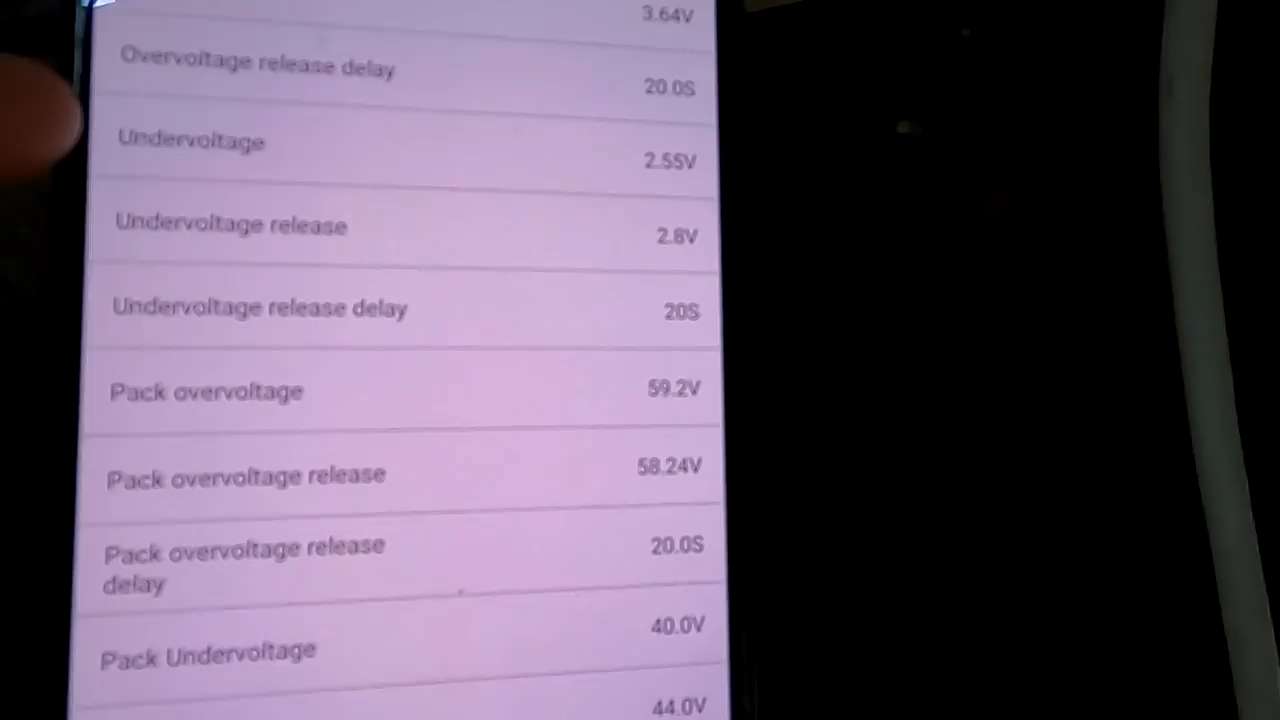 3.64V
Overvoltage release delay 20.0S
Undervoltage 2.55V
Undervoltage release 2.8V
Undervoltage release delay 20S
Pack overvoltage 59.2V
Pack overvoltage release 58.24V
Pack overvoltage release 20.0S
delay
Pack Undervoltage 40.0V
44.0V